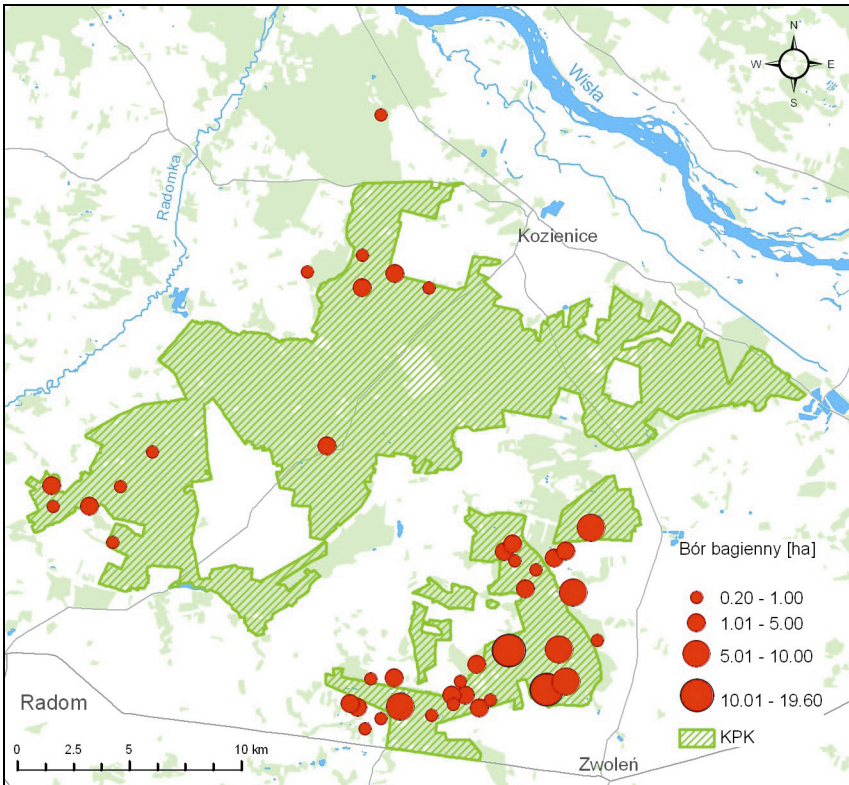 N
W E
S
Wisła
Radomka
Kozienice
Bór bagienny [ha]
0.20 - 1.00
1.01 - 5.00
5.01 - 10.00
10.01 - 19.60
KPK
Radom
Zwoleń
0 2.5 5 10 km